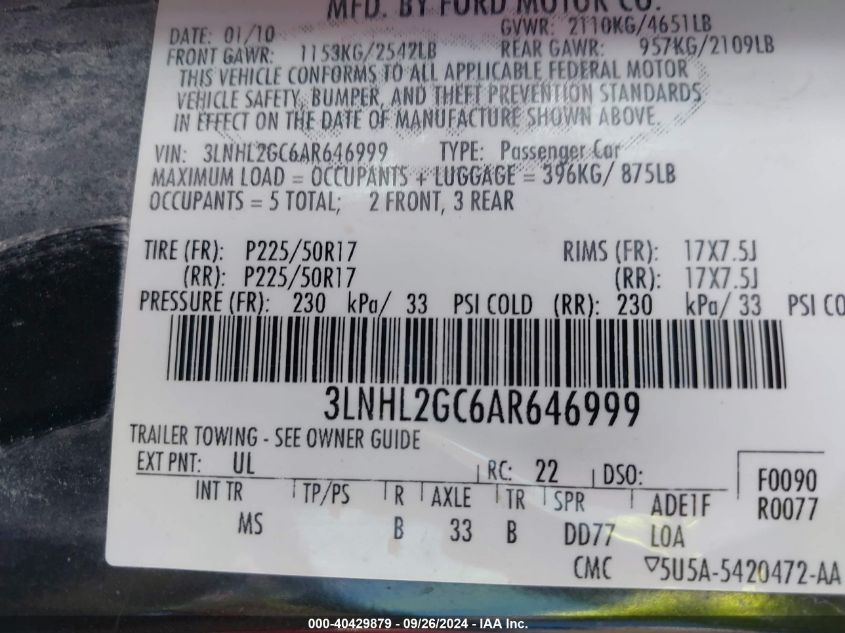 MFD. BY FORD MOTOR CO.
DATE: 01/10 GVWR: 2110KG/4651LB
FRONT GAWR: 1153KG/2542LB REAR GAWR: 957KG/2109LB
THIS VEHICLE CONFORMS TO ALL APPLICABLE FEDERAL MOTOR
VEHICLE SAFETY, BUMPER, AND THEFT PREVENTION STANDARDS
IN EFFECT ON THE DATE OF MANUFACTURE SHOWN ABOVE.
VIN: 3LNHL2GC6AR646999 TYPE: Passenger Car
MAXIMUM LOAD = OCCUPANTS + LUGGAGE = 396KG/ 875LB
OCCUPANTS = 5 TOTAL; 2 FRONT, 3 REAR
TIRE (FR): P225/50R17 RIMS (FR): 17X7.5J
(RR): P225/50R17 (RR): 17X7.5J
PRESSURE (FR): 230 kPa/ 33 PSI COLD (RR): 230 kPa/ 33 PSI CO
3LNHL2GC6AR646999
TRAILER TOWING - SEE OWNER GUIDE
EXT PNT: UL RC: 22 DSO: F0090
INT TR TP/PS R AXLE TR SPR ADE1F R0077
MS B 33 B DD77 LOA
CMC ▽5U5A-5420472-AA
000-40429879 - 09/26/2024 - IAA Inc.